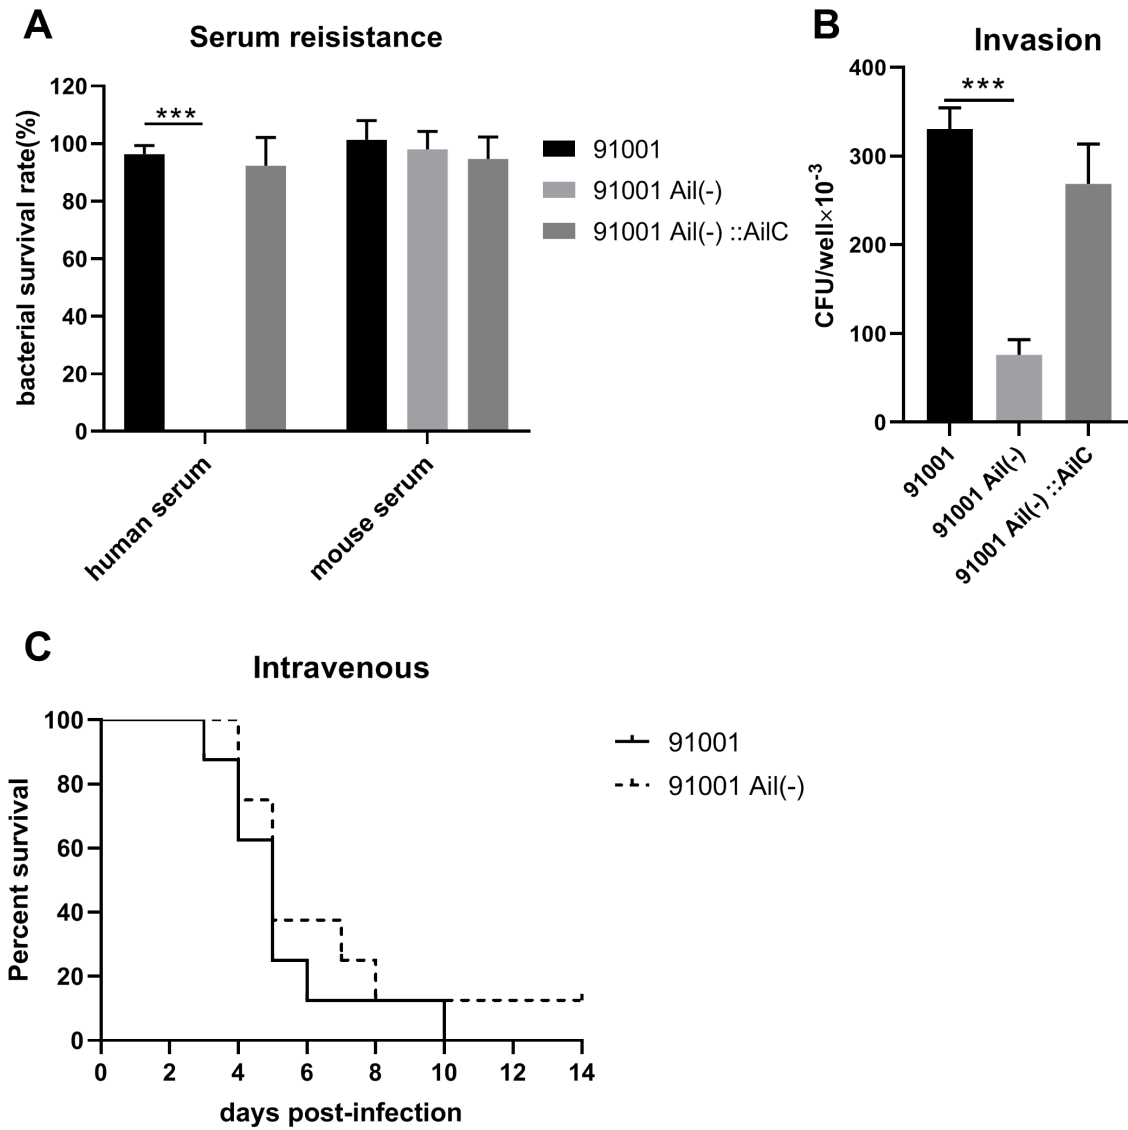 A
Serum reisistance
bacterial survival rate(%)
120
100
80
60
40
20
0
***
human serum
mouse serum
91001
91001 Ail(-)
91001 Ail(-) ::AilC
B
Invasion
CFU/well×10-3
400
300
200
100
0
***
91001
91001 Ail(-)
91001 Ail(-) ::AilC
C
Intravenous
Percent survival
100
80
60
40
20
0
0 2 4 6 8 10 12 14
days post-infection
91001
91001 Ail(-)